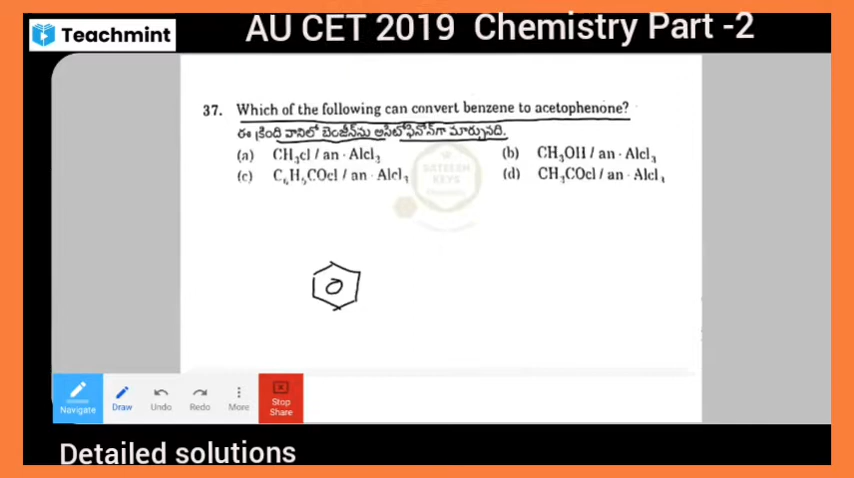 Teachmint
AU CET 2019 Chemistry Part -2
37. Which of the following can convert benzene to acetophenone?
ఈ క్రింది వానిలో బెంజీన్‌ను అసిటోఫినోన్‌గా మార్చునది.
(a) CH₃cl / an · Alcl₃ (b) CH₃OH / an · Alcl₃
(c) C₆H₅COcl / an · Alcl₃ (d) CH₃COcl / an · Alcl₃
SATEESH
KEYS
Navigate Draw Undo Redo More Stop
Share
Detailed solutions